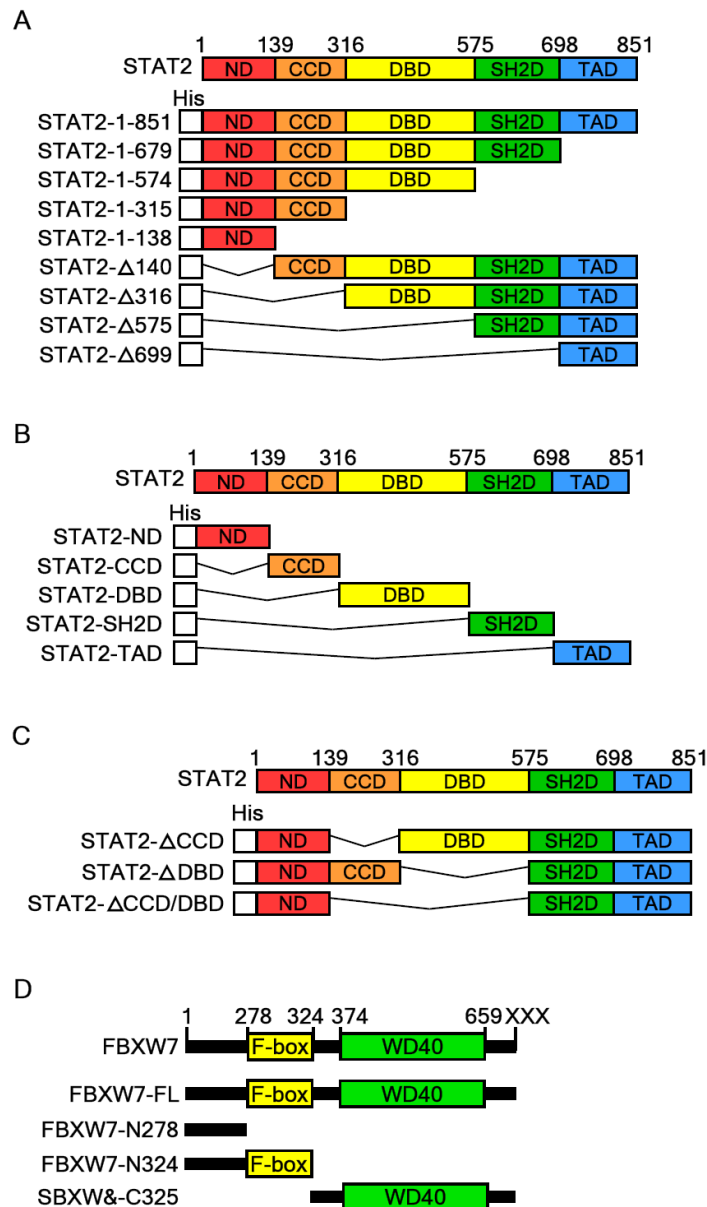 A
1 139 316 575 698 851
STAT2 ND CCD DBD SH2D TAD
His
STAT2-1-851 ND CCD DBD SH2D TAD
STAT2-1-679 ND CCD DBD SH2D
STAT2-1-574 ND CCD DBD
STAT2-1-315 ND CCD
STAT2-1-138 ND
STAT2-Δ140 CCD DBD SH2D TAD
STAT2-Δ316 DBD SH2D TAD
STAT2-Δ575 SH2D TAD
STAT2-Δ699 TAD
B
1 139 316 575 698 851
STAT2 ND CCD DBD SH2D TAD
His
STAT2-ND ND
STAT2-CCD CCD
STAT2-DBD DBD
STAT2-SH2D SH2D
STAT2-TAD TAD
C
1 139 316 575 698 851
STAT2 ND CCD DBD SH2D TAD
His
STAT2-ΔCCD ND DBD SH2D TAD
STAT2-ΔDBD ND CCD SH2D TAD
STAT2-ΔCCD/DBD ND SH2D TAD
D
1 278 324 374 659 XXX
FBXW7 F-box WD40
FBXW7-FL F-box WD40
FBXW7-N278
FBXW7-N324 F-box
SBXW&-C325 WD40